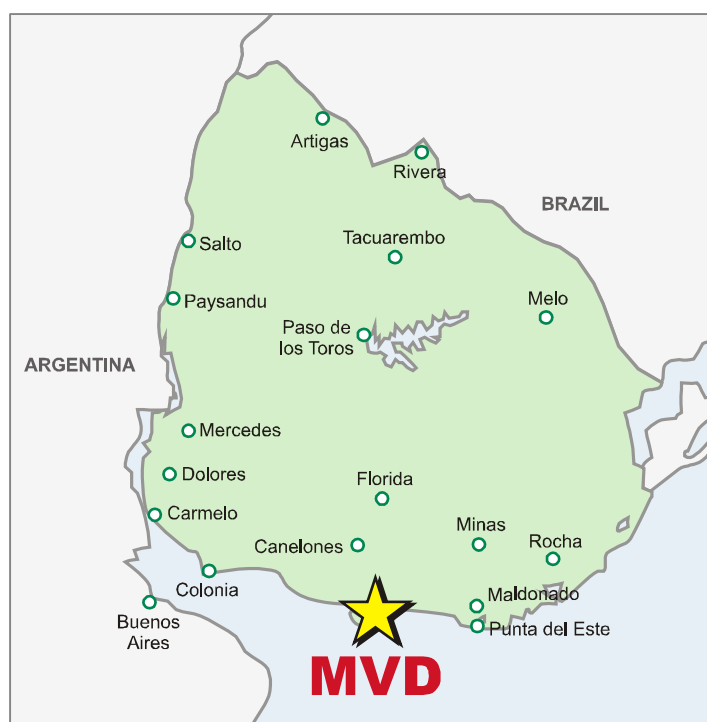 Artigas
Rivera
BRAZIL
Salto
Tacuarembo
Paysandu
Melo
Paso de
los Toros
ARGENTINA
Mercedes
Dolores
Florida
Carmelo
Minas
Canelones
Rocha
Colonia
Maldonado
Buenos
Aires
Punta del Este
MVD